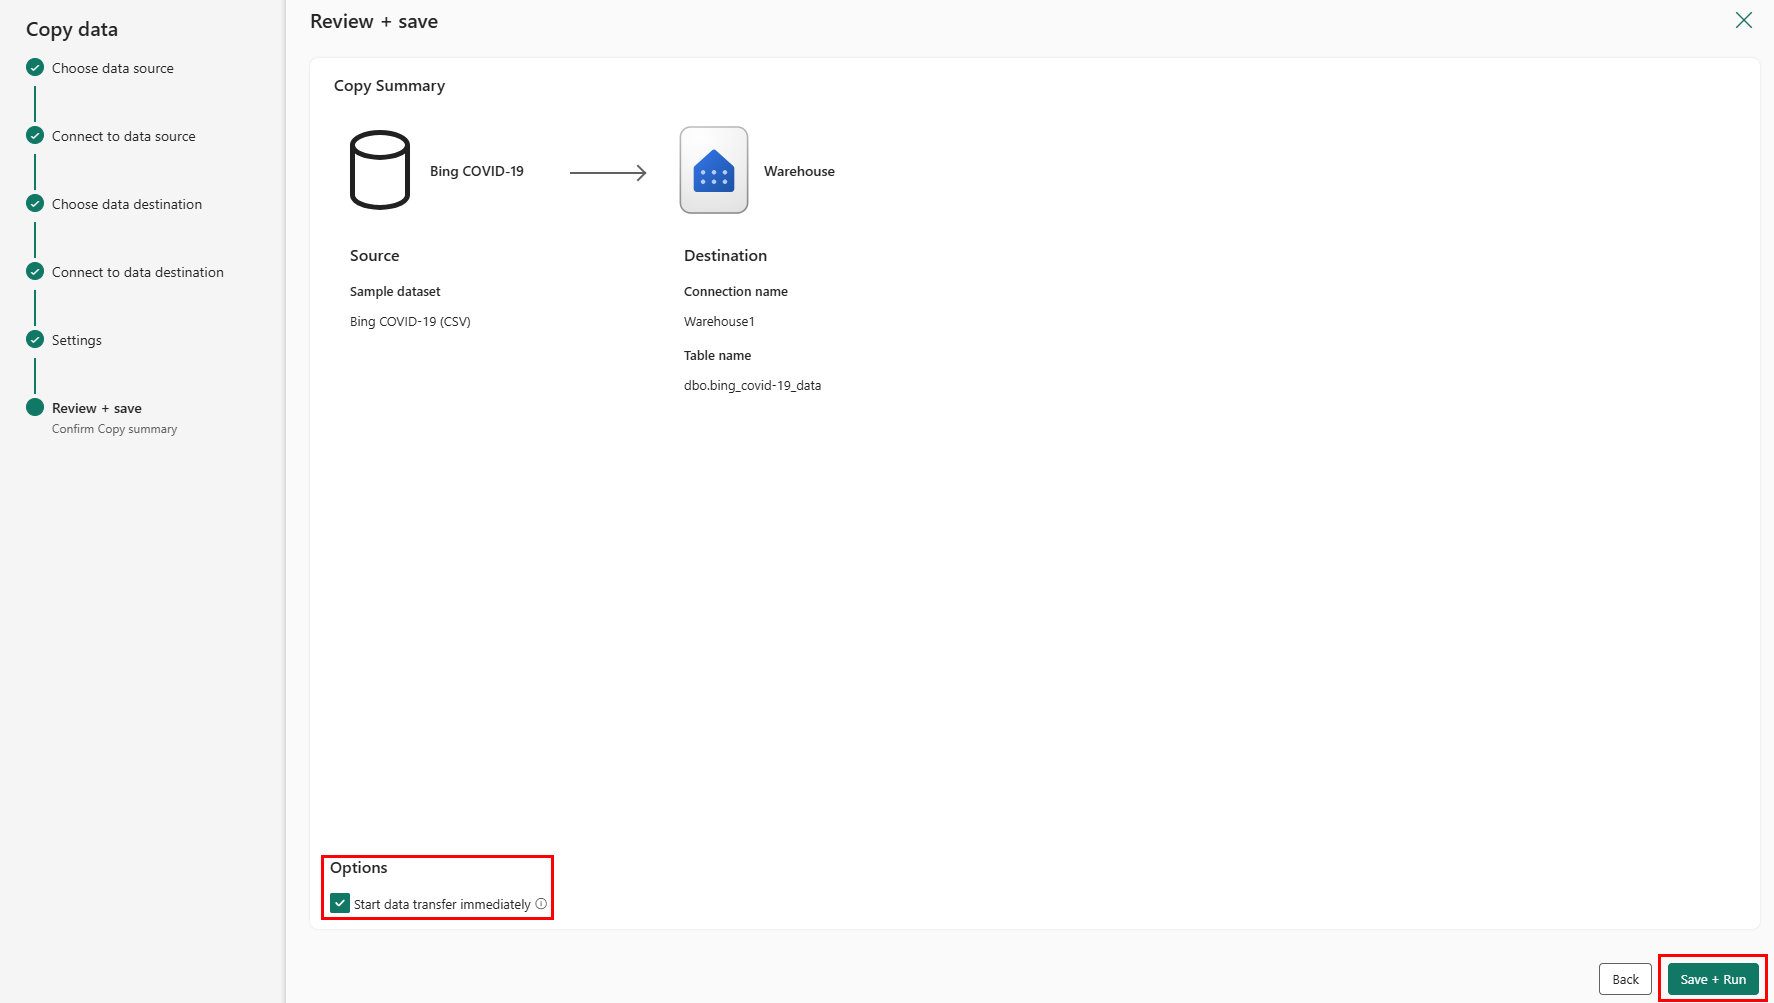 Copy data
Choose data source
Connect to data source
Choose data destination
Connect to data destination
Settings
Review + save
Confirm Copy summary
Review + save
Copy Summary
Bing COVID-19
Warehouse
Source
Sample dataset
Bing COVID-19 (CSV)
Destination
Connection name
Warehouse1
Table name
dbo.bing_covid-19_data
Options
Start data transfer immediately
Back
Save + Run